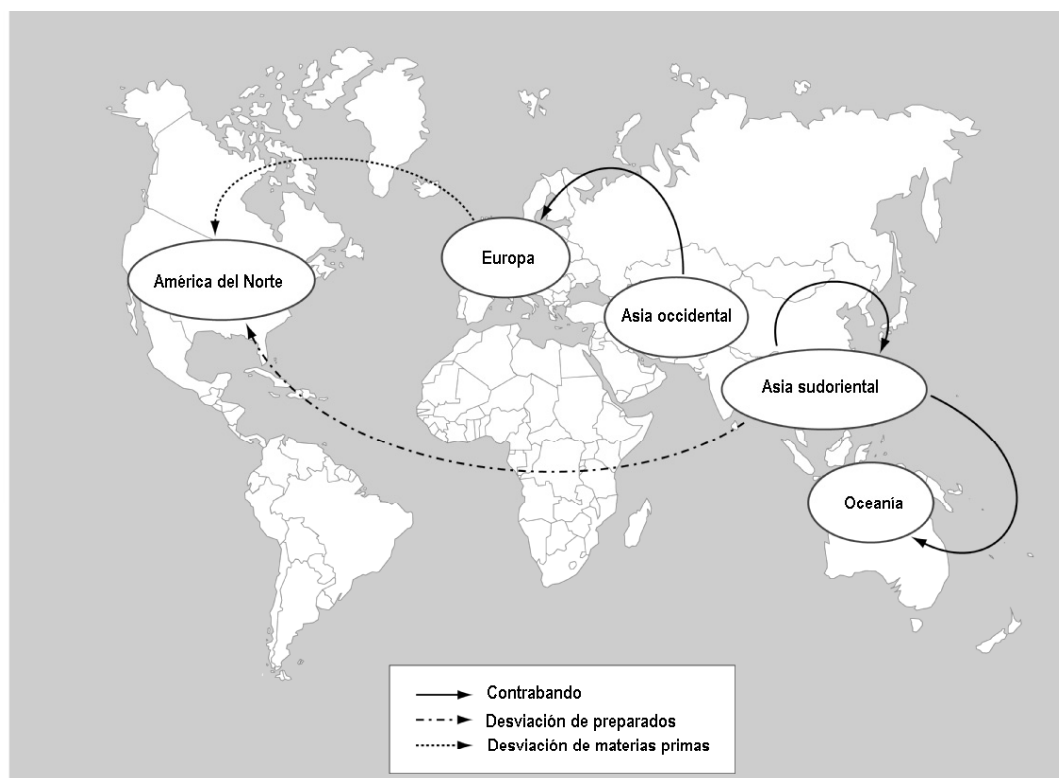 Europa
América del Norte
Asia occidental
Asia sudoriental
Oceanía
Contrabando
Desviación de preparados
Desviación de materias primas